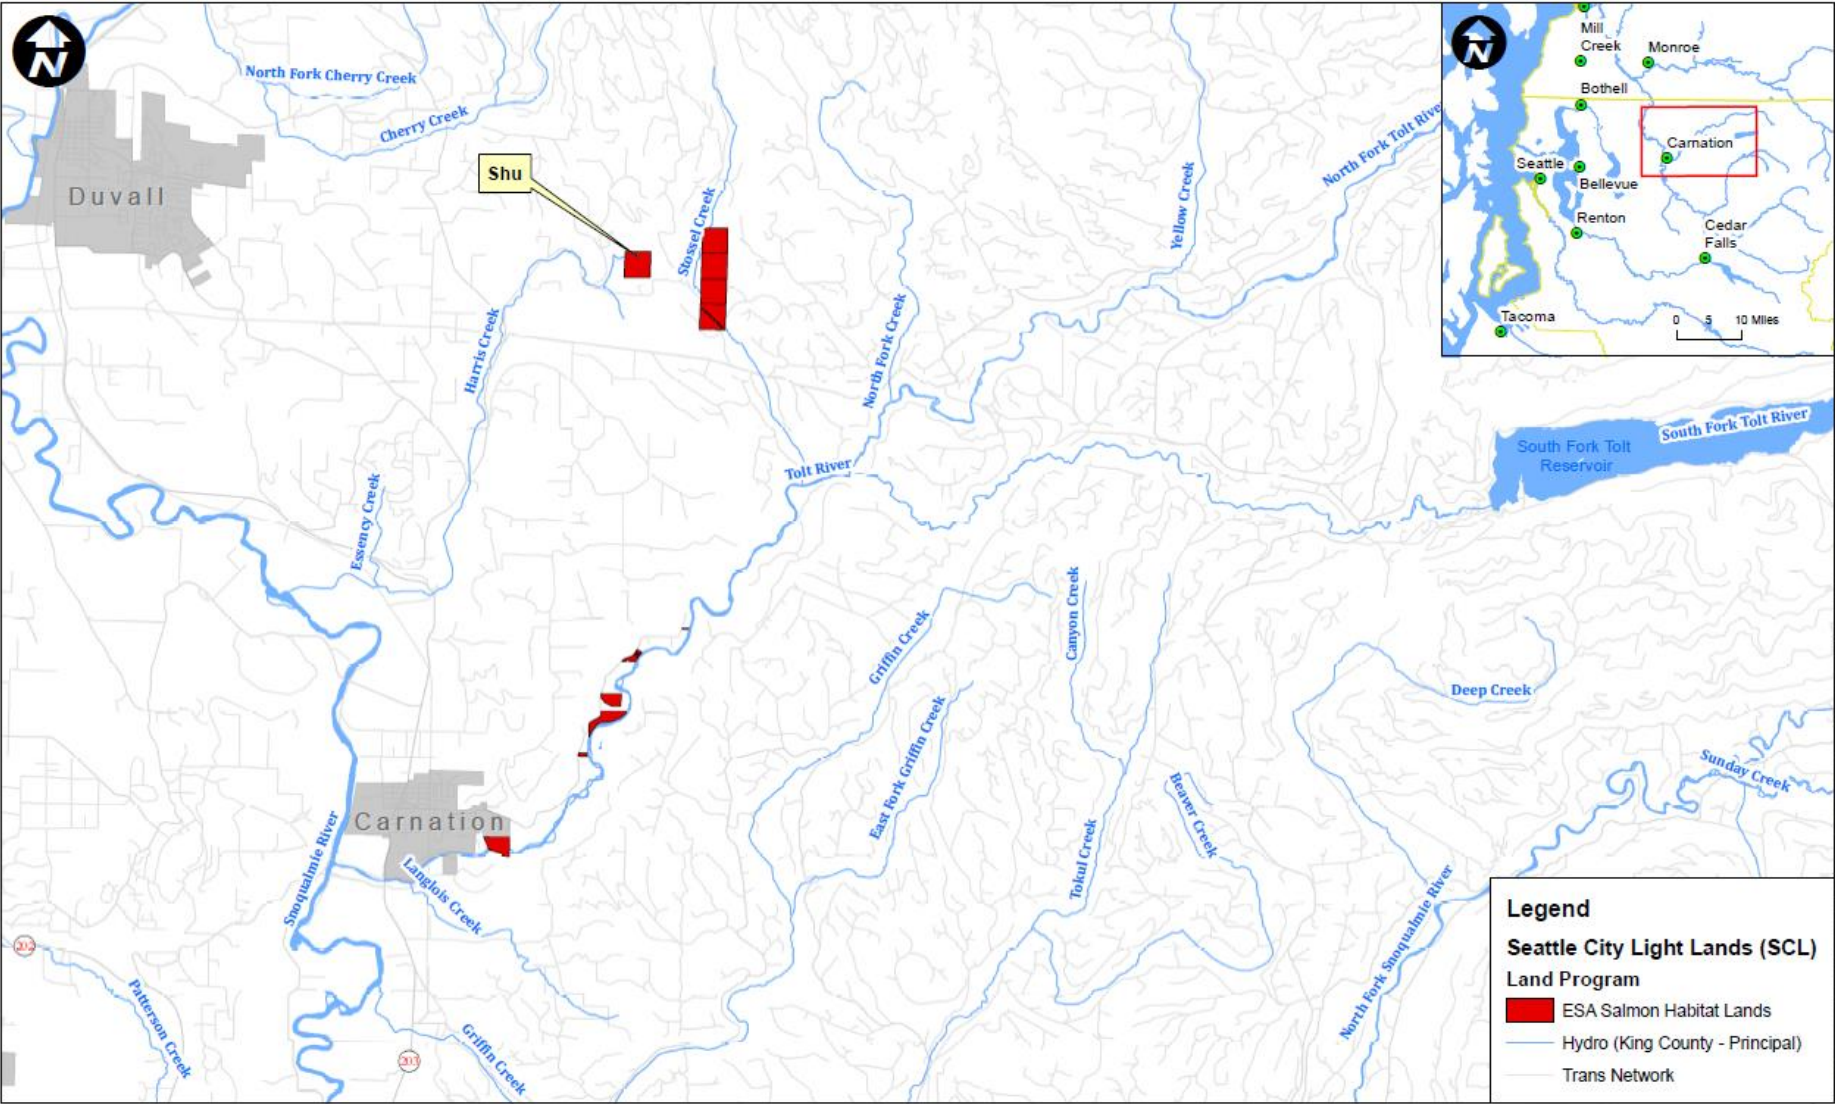 N
North Fork Cherry Creek
Cherry Creek
Duvall
Shu
Stossel Creek
Harris Creek
Essency Creek
North Fork Creek
Yellow Creek
North Fork Tolt River
Tolt River
South Fork Tolt
Reservoir
South Fork Tolt River
Griffin Creek
East Fork Griffin Creek
Canyon Creek
Tokul Creek
Beaver Creek
Deep Creek
Sunday Creek
North Fork Snoqualmie River
Carnation
Snoqualmie River
Langlois Creek
202
Patterson Creek
203
Griffin Creek
N
Mill
Creek
Monroe
Bothell
Carnation
Seattle
Bellevue
Renton
Cedar
Falls
Tacoma
0 5 10 Miles
Legend
Seattle City Light Lands (SCL)
Land Program
ESA Salmon Habitat Lands
Hydro (King County - Principal)
Trans Network